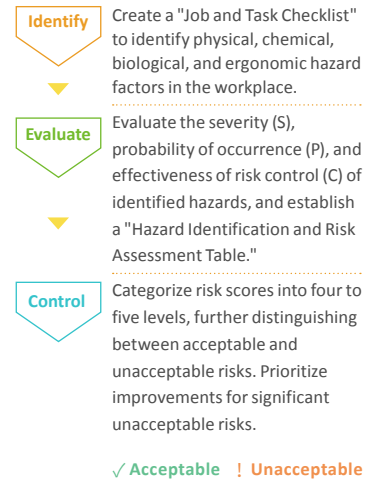 Identify
Create a "Job and Task Checklist"
to identify physical, chemical,
biological, and ergonomic hazard
factors in the workplace.
Evaluate
Evaluate the severity (S),
probability of occurrence (P), and
effectiveness of risk control (C) of
identified hazards, and establish
a "Hazard Identification and Risk
Assessment Table."
Control
Categorize risk scores into four to
five levels, further distinguishing
between acceptable and
unacceptable risks. Prioritize
improvements for significant
unacceptable risks.
✓ Acceptable ! Unacceptable